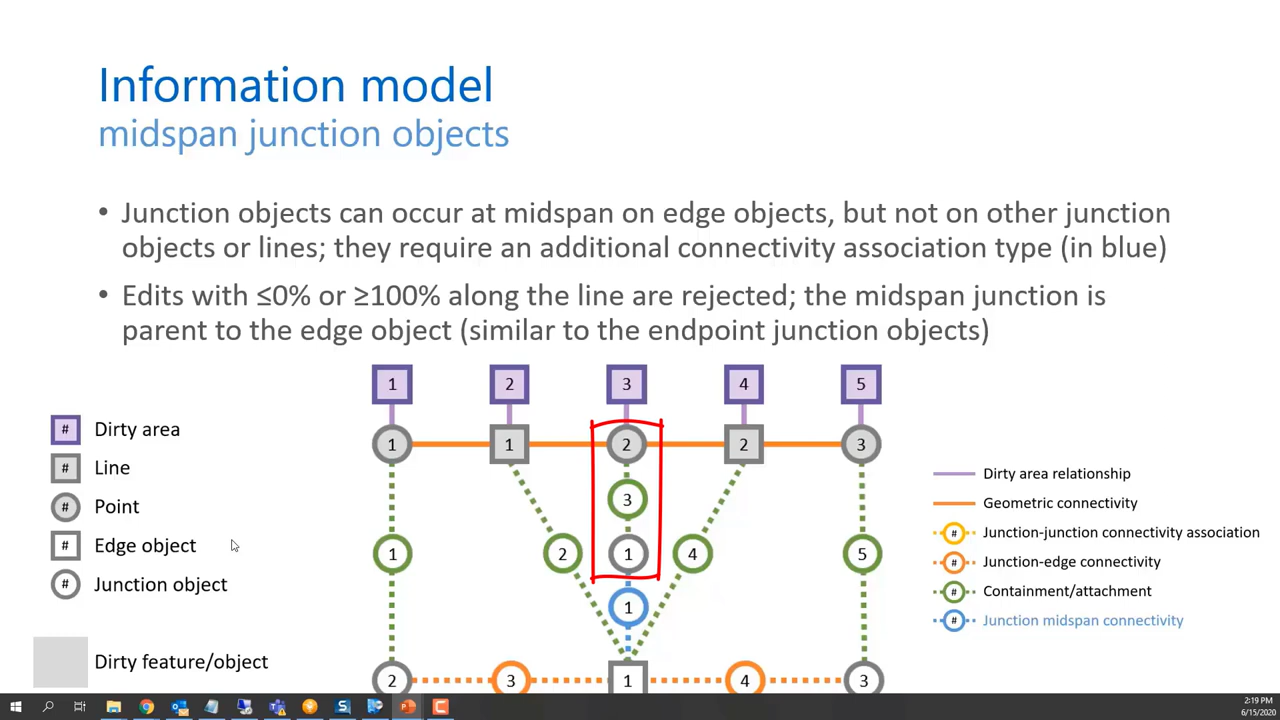 Information model
midspan junction objects
• Junction objects can occur at midspan on edge objects, but not on other junction
objects or lines; they require an additional connectivity association type (in blue)
• Edits with ≤0% or ≥100% along the line are rejected; the midspan junction is
parent to the edge object (similar to the endpoint junction objects)
1 2 3 4 5
# Dirty area
1 1 2 2 3
# Line
Dirty area relationship
3
# Point
Geometric connectivity
# Junction-junction connectivity association
# Edge object
1 2 1 4 5
# Junction-edge connectivity
# Junction object
# Containment/attachment
1
# Junction midspan connectivity
Dirty feature/object
2 3 1 4 3
2:19 PM
6/15/2020